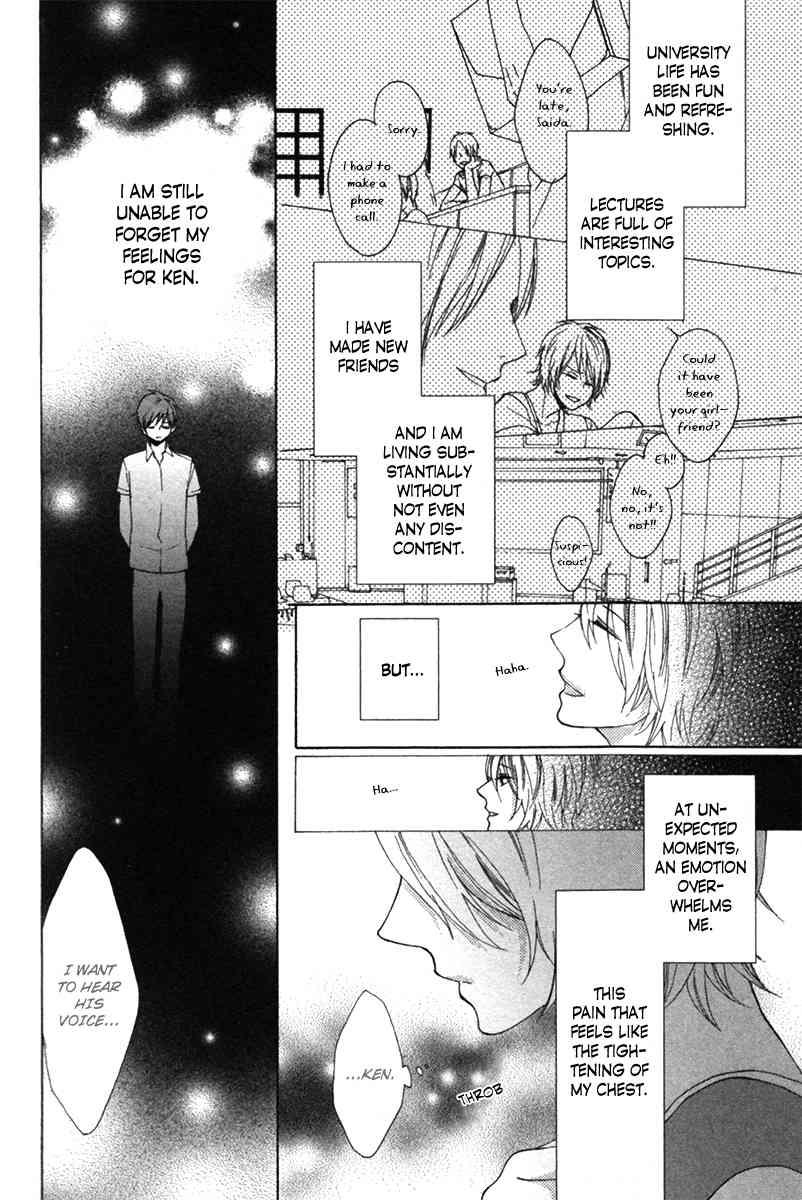 UNIVERSITY
LIFE HAS
BEEN FUN
AND REFRE-
SHING.
You're
late,
Saida.
Sorry.
I had to
make a
phone
call.
LECTURES
ARE FULL OF
INTERESTING
TOPICS.
I HAVE
MADE NEW
FRIENDS
Could
it have
been
your girl-
friend?
Eh!!
No,
no, it's
not!!
Suspi-
cious!
AND I AM
LIVING SUB-
STANTIALLY
WITHOUT
NOT EVEN
ANY DIS-
CONTENT.
BUT...
Haha.
Ha...
AT UN-
EXPECTED
MOMENTS,
AN EMOTION
OVER-
WHELMS
ME.
THIS
PAIN THAT
FEELS LIKE
THE TIGH-
TENING OF
MY CHEST.
...KEN.
THROB
I AM STILL
UNABLE TO
FORGET MY
FEELINGS
FOR KEN.
I WANT
TO HEAR
HIS
VOICE...